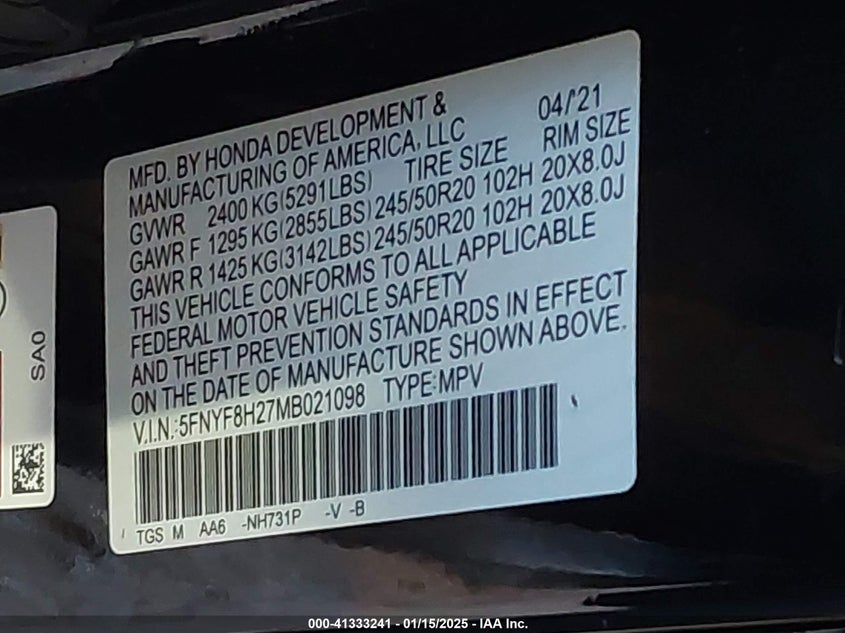 MFD. BY HONDA DEVELOPMENT & 04/'21
MANUFACTURING OF AMERICA, LLC
GVWR 2400 KG(5291LBS) TIRE SIZE RIM SIZE
GAWR F 1295 KG(2855LBS) 245/50R20 102H 20X8.0J
GAWR R 1425 KG(3142LBS) 245/50R20 102H 20X8.0J
THIS VEHICLE CONFORMS TO ALL APPLICABLE
FEDERAL MOTOR VEHICLE SAFETY
AND THEFT PREVENTION STANDARDS IN EFFECT
ON THE DATE OF MANUFACTURE SHOWN ABOVE.
V.I.N.:5FNYF8H27MB021098 TYPE:MPV
TGS M AA6 -NH731P -V -B
SA0
000-41333241 - 01/15/2025 - IAA Inc.